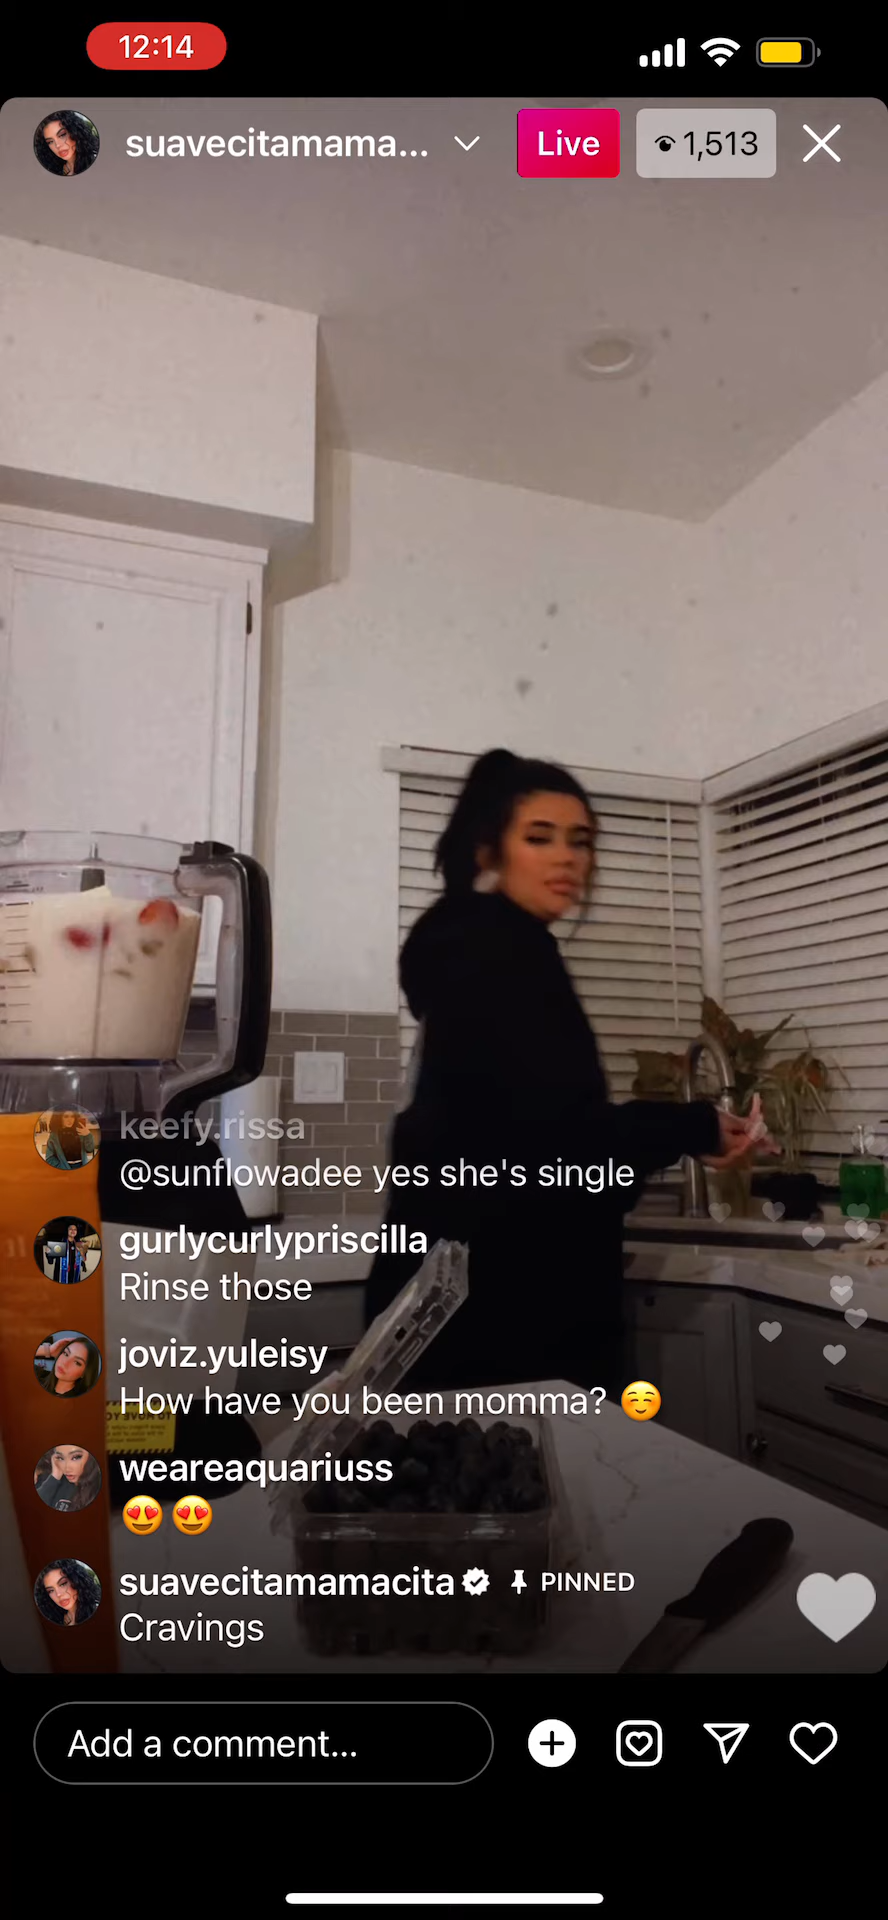 12:14
suavecitamama...
Live
1,513
keefy.rissa
@sunflowadee yes she's single
gurlycurlypriscilla
Rinse those
joviz.yuleisy
How have you been momma? ☺️
weareaquariuss
😍 😍
suavecitamamacita PINNED
Cravings
Add a comment...